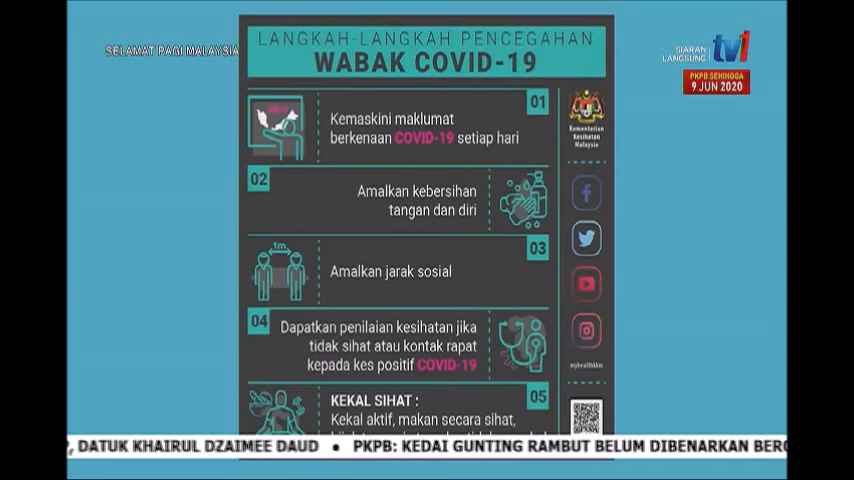 SELAMAT PAGI MALAYSIA
LANGKAH-LANGKAH PENCEGAHAN
WABAK COVID-19
SIARAN
LANGSUNG
tv1
PKPB SEHINGGA
9 JUN 2020
01
Kemaskini maklumat
berkenaan COVID-19 setiap hari
Kementerian
Kesihatan
Malaysia
02
Amalkan kebersihan
tangan dan diri
03
1m
Amalkan jarak sosial
04
Dapatkan penilaian kesihatan jika
tidak sihat atau kontak rapat
kepada kes positif COVID-19
myhealthkkm
05
KEKAL SIHAT :
Kekal aktif, makan secara sihat,
, DATUK KHAIRUL DZAIMEE DAUD • PKPB: KEDAI GUNTING RAMBUT BELUM DIBENARKAN